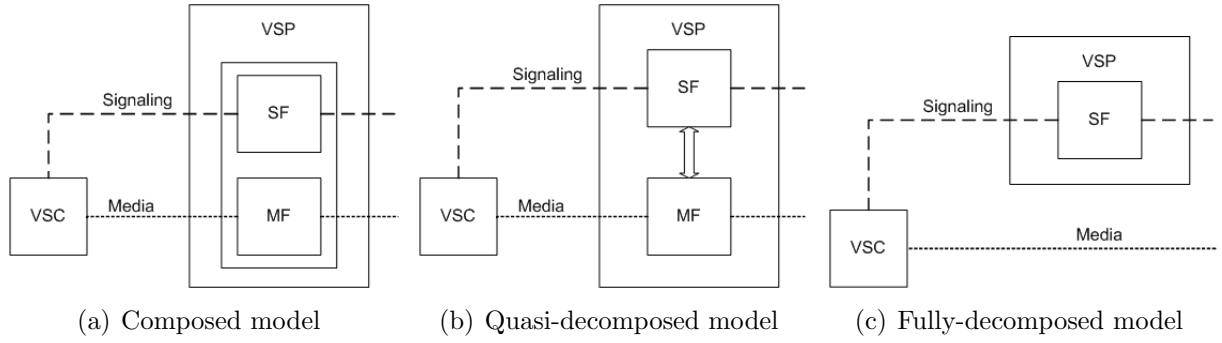 VSP
Signaling
SF
Media
VSC
MF
(a) Composed model
VSP
Signaling
SF
Media
VSC
MF
(b) Quasi-decomposed model
VSP
Signaling
SF
Media
VSC
(c) Fully-decomposed model